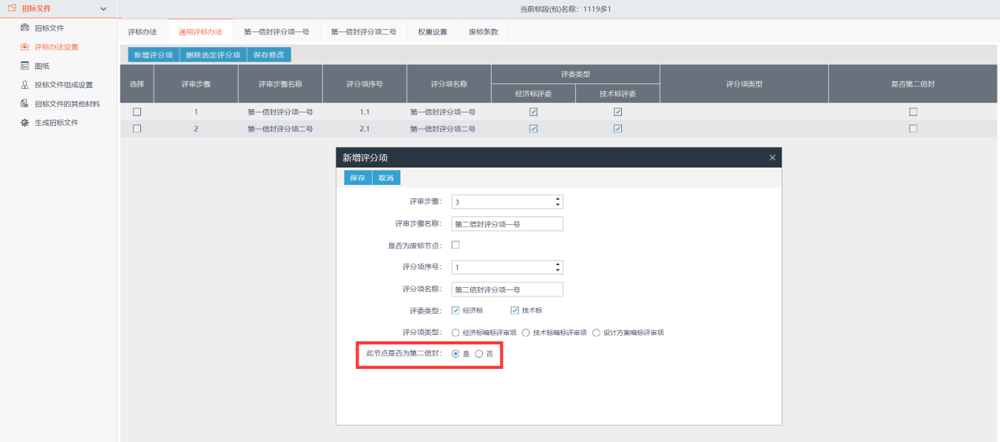 招标文件
当前标段(包)名称: 1119多1
招标文件
评标办法设置
图纸
投标文件组成设置
招标文件的其他材料
生成招标文件
评标办法 通用评标办法 第一信封评分项一号 第一信封评分项二号 权重设置 废标条款
新增评分项 删除选定评分项 保存修改
选择 评审步骤 评审步骤名称 评分项序号 评分项名称 评委类型 评分项类型 是否第二信封
经济标评委 技术标评委
1 第一信封评分项一号 1.1 第一信封评分项一号
2 第一信封评分项二号 2.1 第一信封评分项二号
新增评分项
保存 取消
评审步骤: 3
评审步骤名称: 第二信封评分项一号
是否为废标节点:
评分项序号: 1
评分项名称: 第二信封评分项一号
评委类型: 经济标 技术标
评分项类型: 经济标暗标评审项 技术标暗标评审项 设计方案暗标评审项
此节点是否为第二信封: 是 否